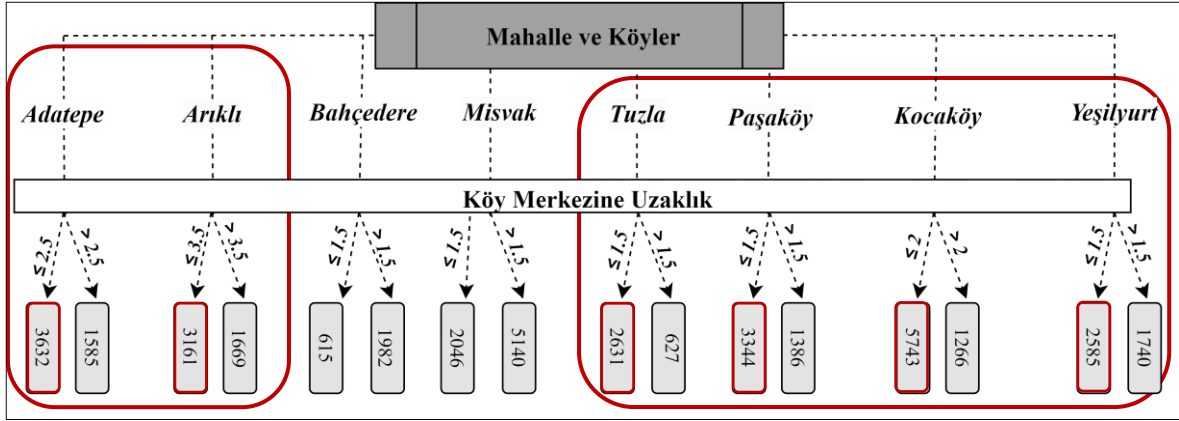 Mahalle ve Köyler
Adatepe Arıklı Bahçedere Misvak Tuzla Paşaköy Kocaköy Yeşilyurt
Köy Merkezine Uzaklık
≤ 2.5 > 2.5 ≤ 3.5 > 3.5 ≤ 1.5 > 1.5 ≤ 1.5 > 1.5 ≤ 1.5 > 1.5 ≤ 1.5 > 1.5 ≤ 2 > 2 ≤ 1.5 > 1.5
3632 1585 3161 1669 615 1982 2046 5140 2631 627 3344 1386 5743 1266 2585 1740